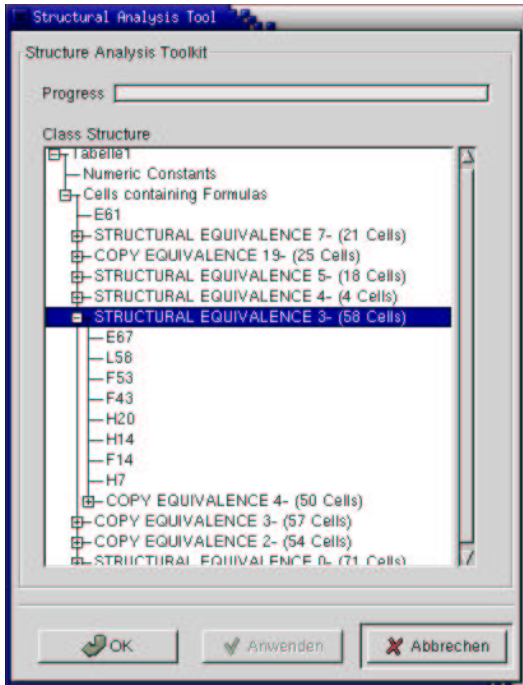 Structural Analysis Tool
Structure Analysis Toolkit
Progress
Class Structure
Tabelle1
Numeric Constants
Cells containing Formulas
E61
STRUCTURAL EQUIVALENCE 7- (21 Cells)
COPY EQUIVALENCE 19- (25 Cells)
STRUCTURAL EQUIVALENCE 5- (18 Cells)
STRUCTURAL EQUIVALENCE 4- (4 Cells)
STRUCTURAL EQUIVALENCE 3- (58 Cells)
E67
L58
F53
F43
H20
H14
F14
H7
COPY EQUIVALENCE 4- (50 Cells)
COPY EQUIVALENCE 3- (57 Cells)
COPY EQUIVALENCE 2- (54 Cells)
STRUCTURAL EQUIVALENCE 0- (71 Cells)
OK Anwenden Abbrechen